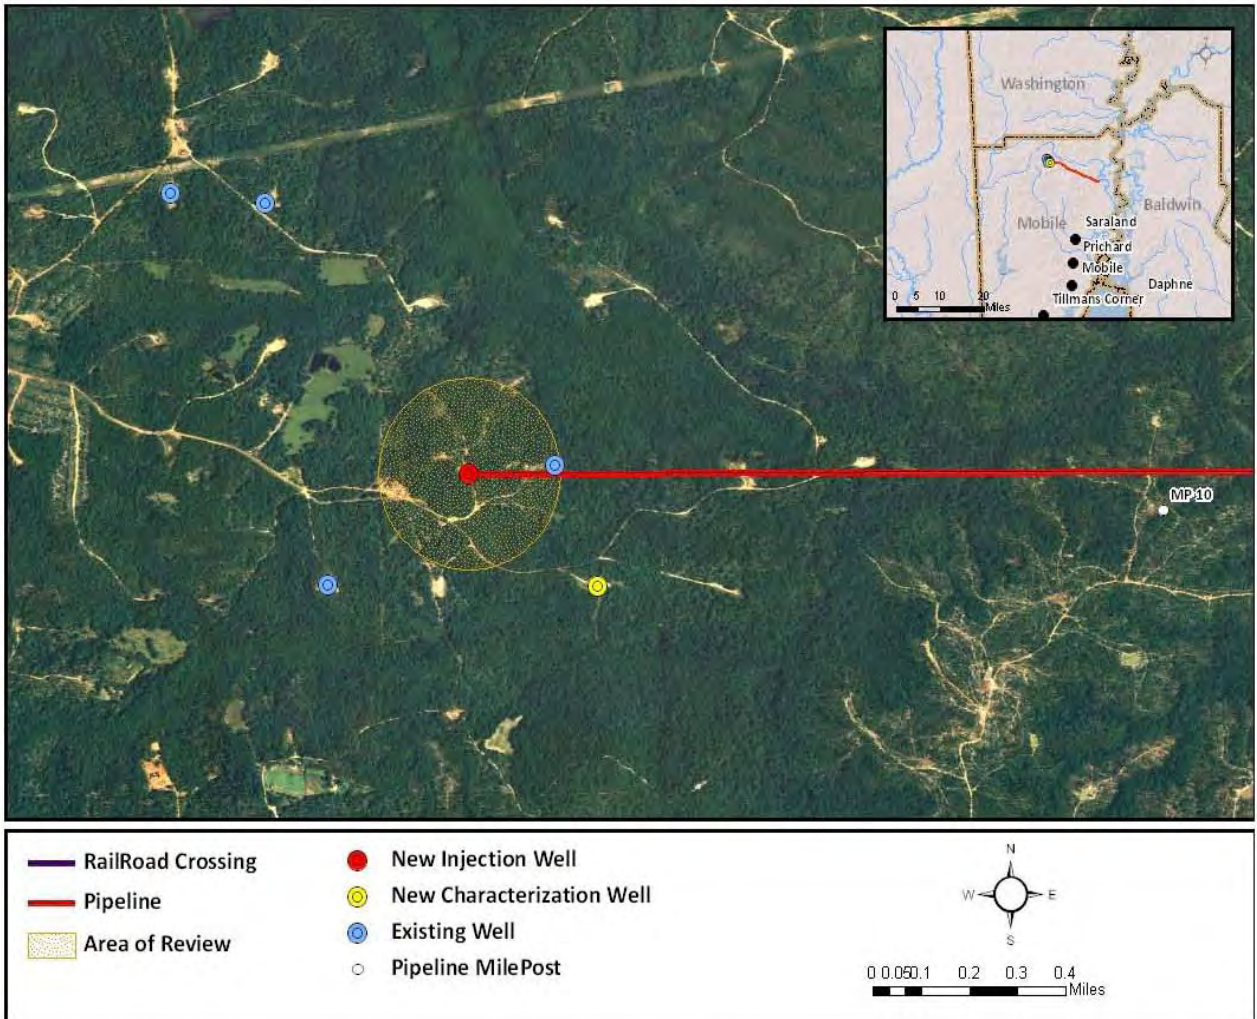 Washington
Baldwin
Mobile
Saraland
Prichard
Mobile
Daphne
Tillmans Corner
0 5 10 20
Miles
MP-10
RailRoad Crossing
Pipeline
Area of Review
New Injection Well
New Characterization Well
Existing Well
Pipeline MilePost
N
W E
S
0 0.050.1 0.2 0.3 0.4
Miles